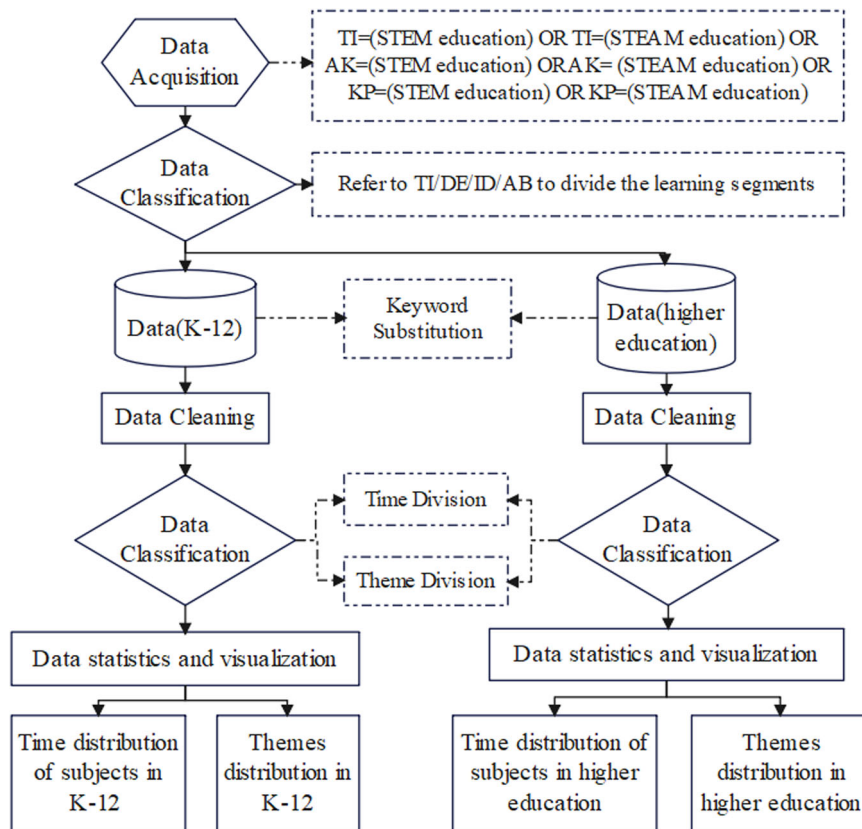 Data
Acquisition
TI=(STEM education) OR TI=(STEAM education) OR
AK=(STEM education) ORAK= (STEAM education) OR
KP=(STEM education) OR KP=(STEAM education)
Data
Classification
Refer to TI/DE/ID/AB to divide the learning segments
Data(K-12)
Keyword
Substitution
Data(higher
education)
Data Cleaning
Data Cleaning
Data
Classification
Time Division
Theme Division
Data
Classification
Data statistics and visualization
Data statistics and visualization
Time distribution
of subjects in
K-12
Themes
distribution in
K-12
Time distribution of
subjects in higher
education
Themes
distribution in
higher education